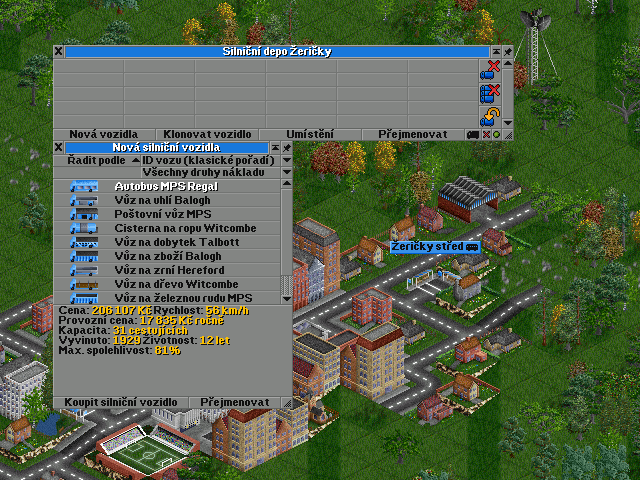 Silniční depo Žeričky
Nová vozidla Klonovat vozidlo Umístění Přejmenovat
Nová silniční vozidla
Řadit podle ID vozu (klasické pořadí)
Všechny druhy nákladu
Autobus MPS Regal
Vůz na uhlí Balogh
Poštovní vůz MPS
Cisterna na ropu Witcombe
Vůz na dobytek Talbott
Vůz na zboží Balogh
Vůz na zrní Hereford
Vůz na dřevo Witcombe
Vůz na železnou rudu MPS
Cena: 206 107 Kč Rychlost: 56 km/h
Provozní cena: 17 835 Kč ročně
Kapacita: 31 cestujících
Vyvinuto: 1929 Životnost: 12 let
Max. spolehlivost: 81%
Koupit silniční vozidlo Přejmenovat
Žeričky střed